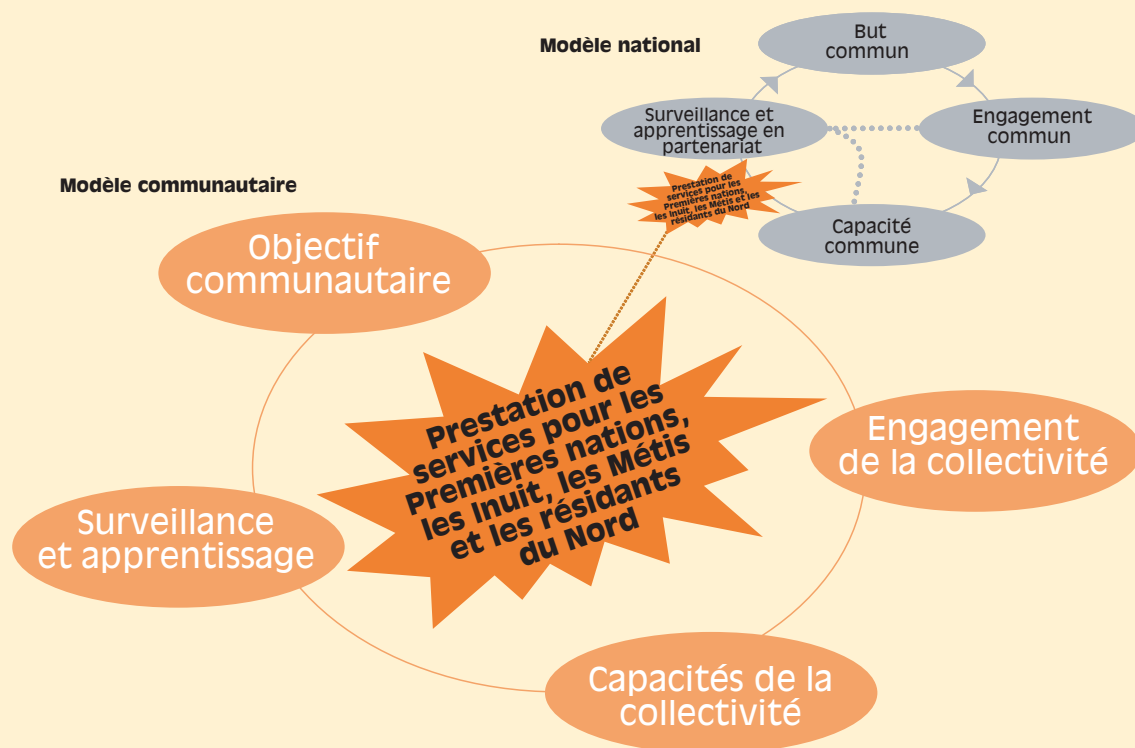 Modèle national
But
commun
Surveillance et
apprentissage en
partenariat
Engagement
commun
Prestation de
services pour les
Premières nations,
les Inuit, les Métis et les
résidants du Nord
Capacité
commune
Modèle communautaire
Objectif
communautaire
Prestation de
services pour les
Premières nations,
les Inuit, les Métis
et les résidants
du Nord
Engagement
de la collectivité
Surveillance
et apprentissage
Capacités de la
collectivité